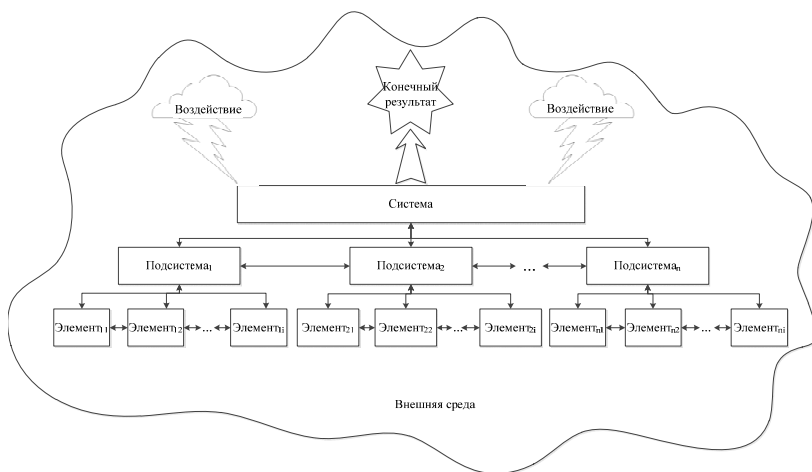 Конечный
результат
Воздействие
Воздействие
Система
Подсистема₁
Подсистема₂
...
Подсистемаₙ
Элемент₁₁
Элемент₁₂
...
Элемент₁ᵢ
Элемент₂₁
Элемент₂₂
...
Элемент₂ᵢ
Элементₙ₁
Элементₙ₂
...
Элементₙᵢ
Внешняя среда